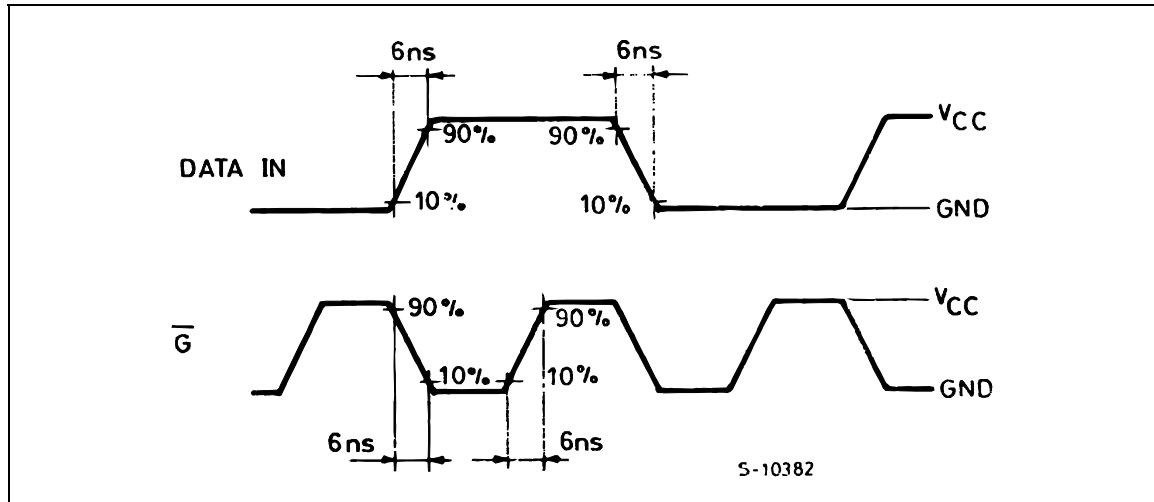 6ns 6ns
90% 90% VCC
DATA IN
10% 10% GND
90% 90% VCC
G̅
10% 10% GND
6ns 6ns
S-10382